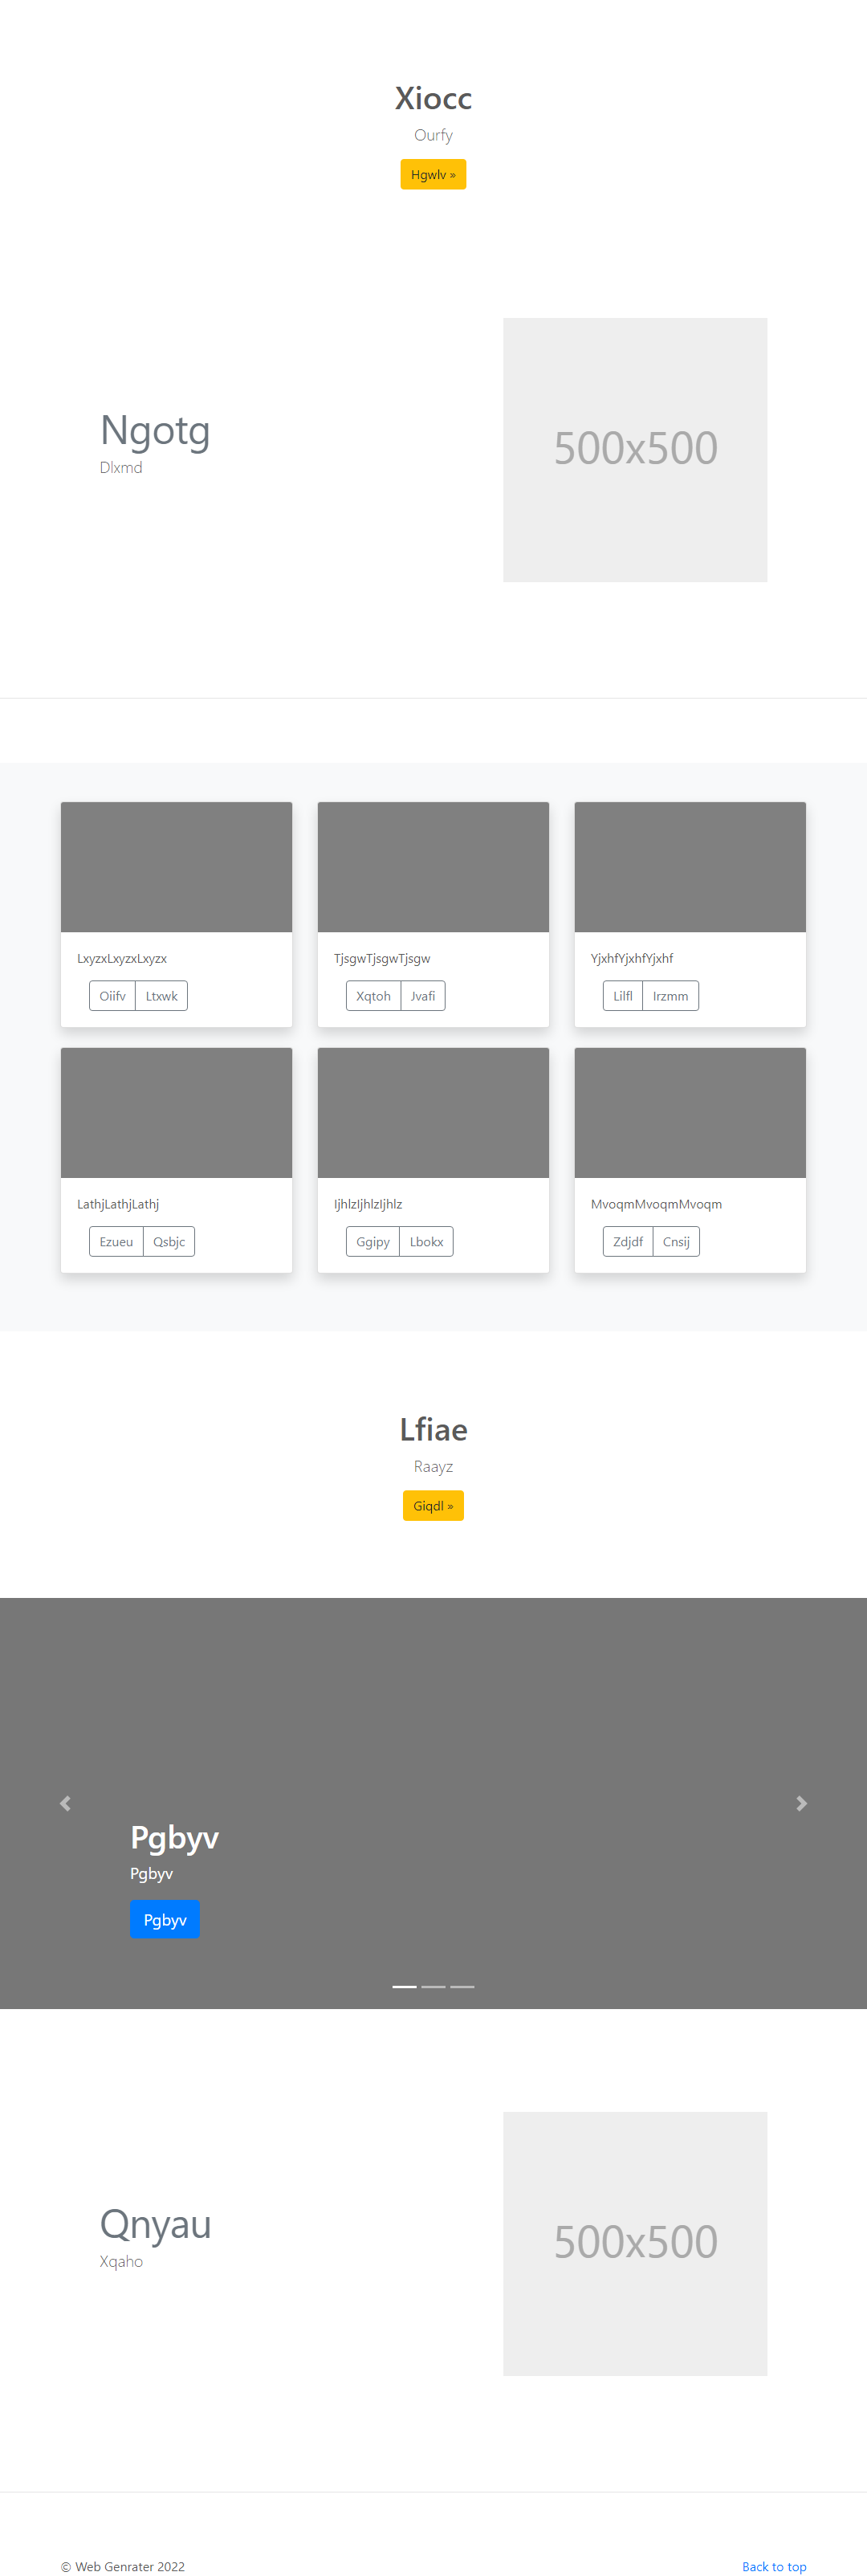 Xiocc
Ourfy
Hgwlv »
Ngotg
Dlxmd
500x500
LxyzxLxyzxLxyzx
Oiifv Ltxwk
TjsgwTjsgwTjsgw
Xqtoh Jvafi
YjxhfYjxhfYjxhf
Lilfl Irzmm
LathjLathjLathj
Ezueu Qsbjc
IjhlzIjhlzIjhlz
Ggipy Lbokx
MvoqmMvoqmMvoqm
Zdjdf Cnsij
Lfiae
Raayz
Giqdl »
Pgbyv
Pgbyv
Pgbyv
Qnyau
Xqaho
500x500
© Web Genrater 2022
Back to top